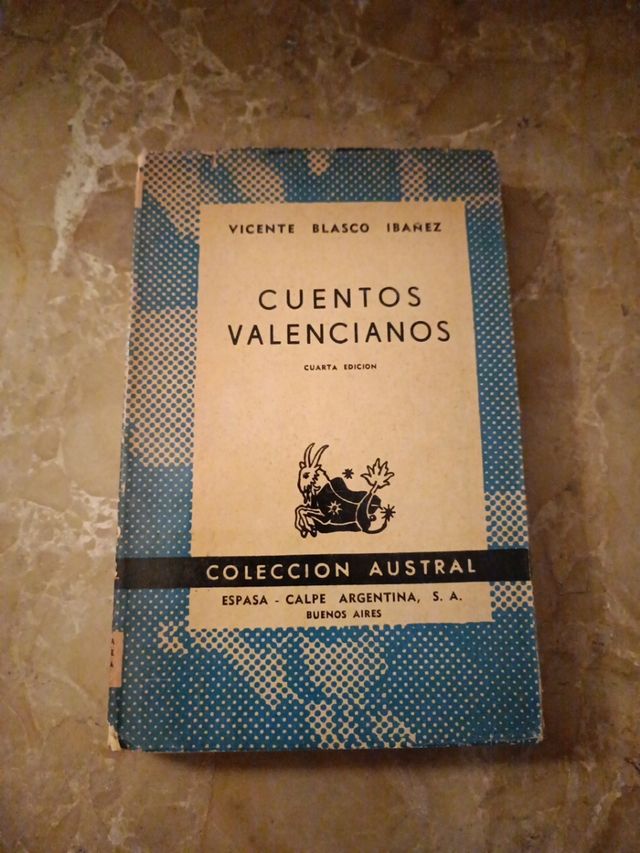 VICENTE BLASCO IBAÑEZ
CUENTOS
VALENCIANOS
CUARTA EDICION
COLECCION AUSTRAL
ESPASA - CALPE ARGENTINA, S. A.
BUENOS AIRES